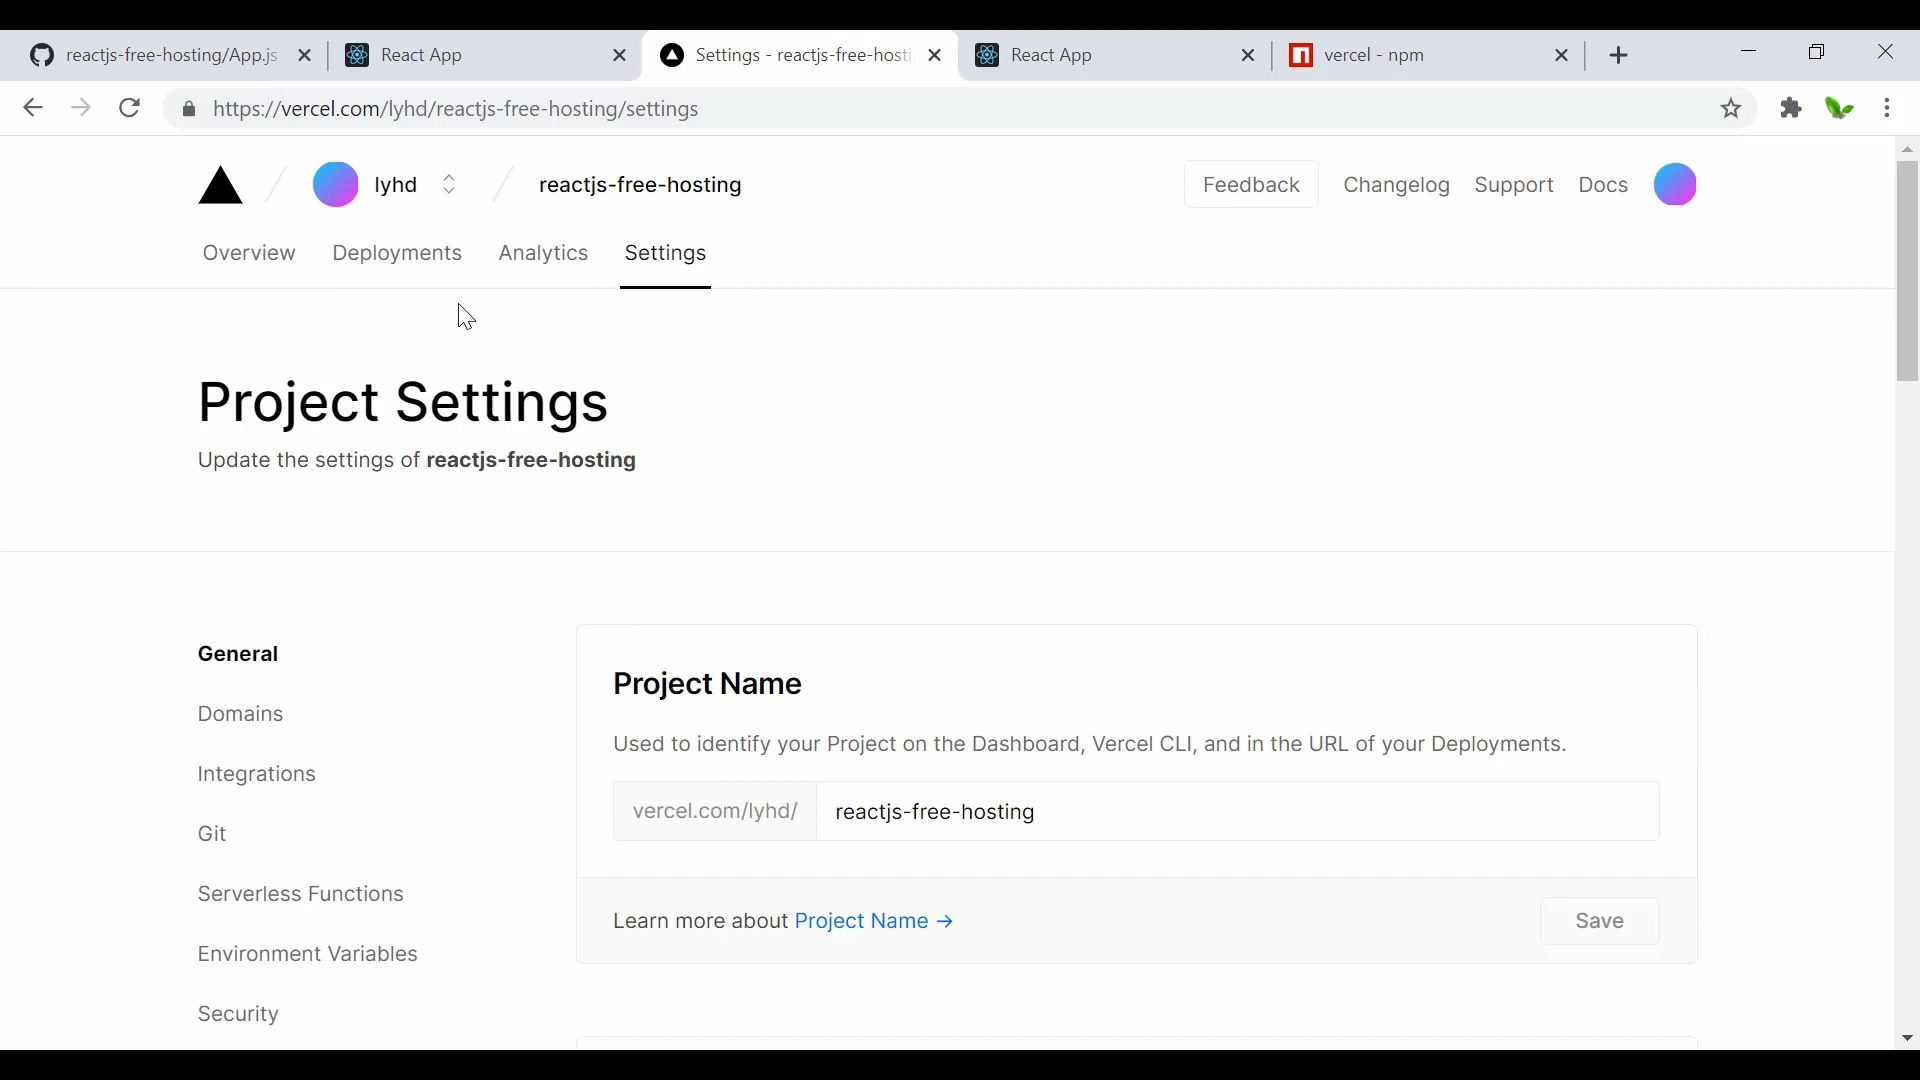 reactjs-free-hosting/App.js
React App
Settings - reactjs-free-hosti
React App
vercel - npm
https://vercel.com/lyhd/reactjs-free-hosting/settings
lyhd
reactjs-free-hosting
Feedback
Changelog
Support
Docs
Overview
Deployments
Analytics
Settings
Project Settings
Update the settings of reactjs-free-hosting
General
Domains
Integrations
Git
Serverless Functions
Environment Variables
Security
Project Name
Used to identify your Project on the Dashboard, Vercel CLI, and in the URL of your Deployments.
vercel.com/lyhd/
reactjs-free-hosting
Learn more about Project Name →
Save